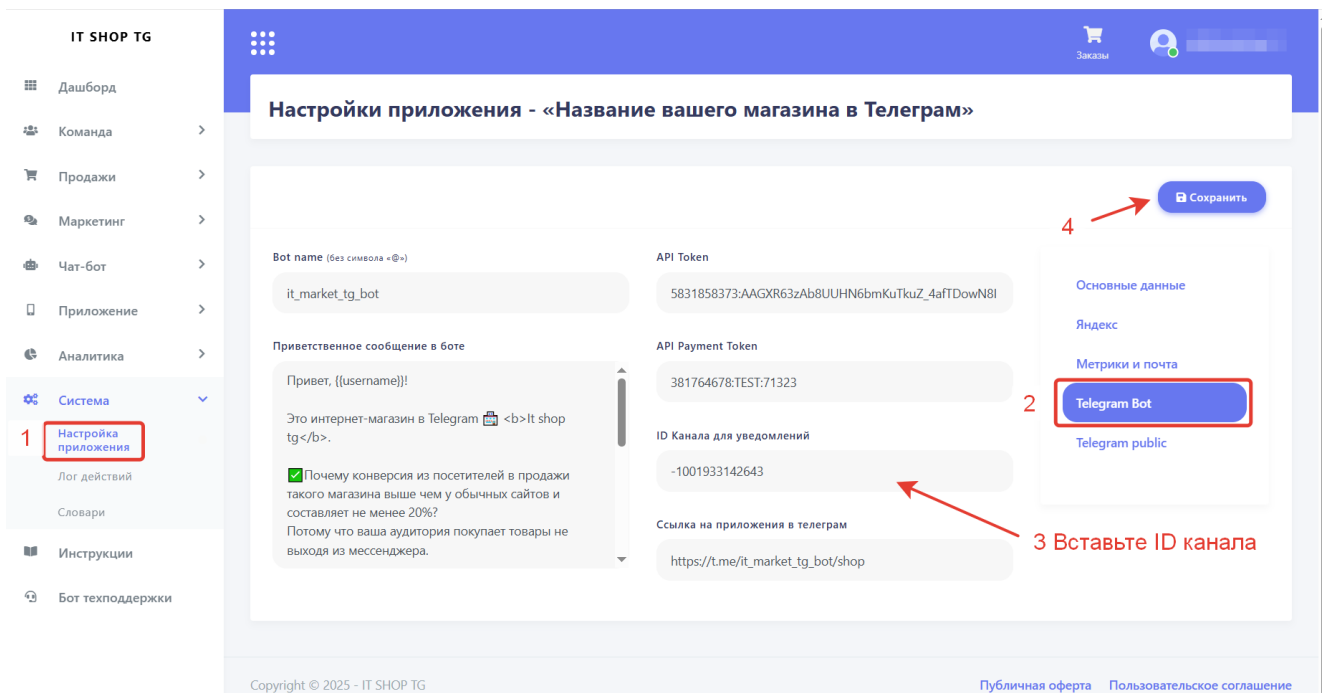 IT SHOP TG
Заказы
Дашборд
Команда
Продажи
Маркетинг
Чат-бот
Приложение
Аналитика
Система
1
Настройка
приложения
Лог действий
Словари
Инструкции
Бот техподдержки
Настройки приложения - «Название вашего магазина в Телеграм»
Сохранить
4
Bot name (без символа «@»)
it_market_tg_bot
Приветственное сообщение в боте
Привет, {{username}}!
Это интернет-магазин в Telegram 🏪 <b>It shop
tg</b>.
✅Почему конверсия из посетителей в продажи
такого магазина выше чем у обычных сайтов и
составляет не менее 20%?
Потому что ваша аудитория покупает товары не
выходя из мессенджера.
API Token
5831858373:AAGXR63zAb8UUHN6bmKuTkuZ_4afTDowN8I
API Payment Token
381764678:TEST:71323
ID Канала для уведомлений
-1001933142643
Ссылка на приложения в телеграм
https://t.me/it_market_tg_bot/shop
Основные данные
Яндекс
Метрики и почта
2
Telegram Bot
Telegram public
3 Вставьте ID канала
Copyright © 2025 - IT SHOP TG
Публичная оферта
Пользовательское соглашение